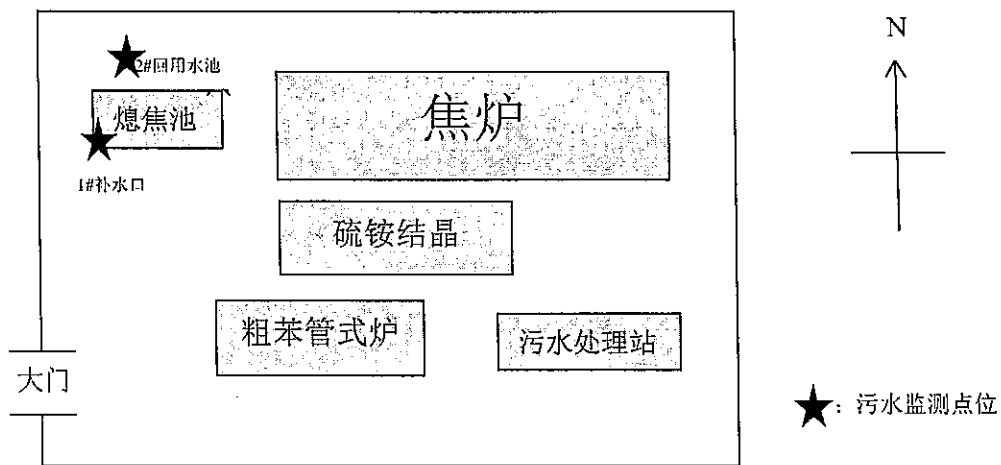 N
2#回用水池
熄焦池
焦炉
1#补水口
硫铵结晶
粗苯管式炉
污水处理站
大门
★：污水监测点位